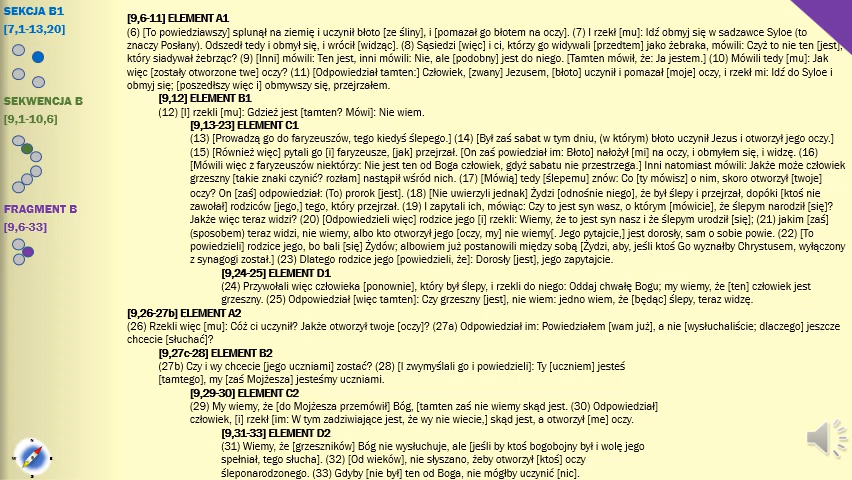 SEKCJA B1
[7,1-13,20]
SEKWENCJA B
[9,1-10,6]
FRAGMENT B
[9,6-33]
[9,6-11] ELEMENT A1
(6) [To powiedziawszy] splunął na ziemię i uczynił błoto [ze śliny], i [pomazał go błotem na oczy]. (7) I rzekł [mu]: Idź obmyj się w sadzawce Syloe (to
znaczy Posłany). Odszedł tedy i obmył się, i wrócił [widząc]. (8) Sąsiedzi [więc] i ci, którzy go widywali [przedtem] jako żebraka, mówili: Czyż to nie ten [jest],
który siadywał żebrząc? (9) [Inni] mówili: Ten jest, inni mówili: Nie, ale [podobny] jest do niego. [Tamten mówił, że: Ja jestem.] (10) Mówili tedy [mu]: Jak
więc [zostały otworzone twe] oczy? (11) [Odpowiedział tamten:] Człowiek, [zwany] Jezusem, [błoto] uczynił i pomazał [moje] oczy, i rzekł mi: Idź do Syloe i
obmyj się; [poszedłszy więc i] obmywszy się, przejrzałem.
[9,12] ELEMENT B1
(12) [I] rzekli [mu]: Gdzież jest [tamten? Mówi]: Nie wiem.
[9,13-23] ELEMENT C1
(13) [Prowadzą go do faryzeuszów, tego kiedyś ślepego.] (14) [Był zaś sabat w tym dniu, (w którym) błoto uczynił Jezus i otworzył jego oczy.]
(15) [Również więc] pytali go [i] faryzeusze, [jak] przejrzał. [On zaś powiedział im: Błoto] nałożył [mi] na oczy, i obmyłem się, i widzę. (16)
[Mówili więc z faryzeuszów niektórzy: Nie jest ten od Boga człowiek, gdyż sabatu nie przestrzega.] Inni natomiast mówili: Jakże może człowiek
grzeszny [takie znaki czynić? rozłam] nastąpił wśród nich. (17) [Mówią] tedy [ślepemu] znów: Co [ty mówisz] o nim, skoro otworzył [twoje]
oczy? On [zaś] odpowiedział: (To) prorok [jest]. (18) [Nie uwierzyli jednak] Żydzi [odnośnie niego], że był ślepy i przejrzał, dopóki [ktoś nie
zawołał] rodziców [jego,] tego, który przejrzał. (19) I zapytali ich, mówiąc: Czy to jest syn wasz, o którym [mówicie], że ślepym narodził [się]?
Jakże więc teraz widzi? (20) [Odpowiedzieli więc] rodzice jego [i] rzekli: Wiemy, że to jest syn nasz i że ślepym urodził [się]; (21) jakim [zaś]
(sposobem) teraz widzi, nie wiemy, albo kto otworzył jego [oczy, my] nie wiemy[. Jego pytajcie,] jest dorosły, sam o sobie powie. (22) [To
powiedzieli] rodzice jego, bo bali [się] Żydów; albowiem już postanowili między sobą [Żydzi, aby, jeśli ktoś Go wyznałby Chrystusem, wyłączony
z synagogi został.] (23) Dlatego rodzice jego [powiedzieli, że]: Dorosły [jest], jego zapytajcie.
[9,24-25] ELEMENT D1
(24) Przywołali więc człowieka [ponownie], który był ślepy, i rzekli do niego: Oddaj chwałę Bogu; my wiemy, że [ten] człowiek jest
grzeszny. (25) Odpowiedział [więc tamten]: Czy grzeszny [jest], nie wiem: jedno wiem, że [będąc] ślepy, teraz widzę.
[9,26-27b] ELEMENT A2
(26) Rzekli więc [mu]: Cóż ci uczynił? Jakże otworzył twoje [oczy]? (27a) Odpowiedział im: Powiedziałem [wam już], a nie [wysłuchaliście; dlaczego] jeszcze
chcecie [słuchać]?
[9,27c-28] ELEMENT B2
(27b) Czy i wy chcecie [jego uczniami] zostać? (28) [I zwymyślali go i powiedzieli]: Ty [uczniem] jesteś
[tamtego], my [zaś Mojżesza] jesteśmy uczniami.
[9,29-30] ELEMENT C2
(29) My wiemy, że [do Mojżesza przemówił] Bóg, [tamten zaś nie wiemy skąd jest. (30) Odpowiedział]
człowiek, [i] rzekł [im: W tym zadziwiające jest, że wy nie wiecie,] skąd jest, a otworzył [me] oczy.
[9,31-33] ELEMENT D2
(31) Wiemy, że [grzeszników] Bóg nie wysłuchuje, ale [jeśli by ktoś bogobojny był i wolę jego
spełniał, tego słucha]. (32) [Od wieków], nie słyszano, żeby otworzył [ktoś] oczy
śleponarodzonego. (33) Gdyby [nie był] ten od Boga, nie mógłby uczynić [nic].